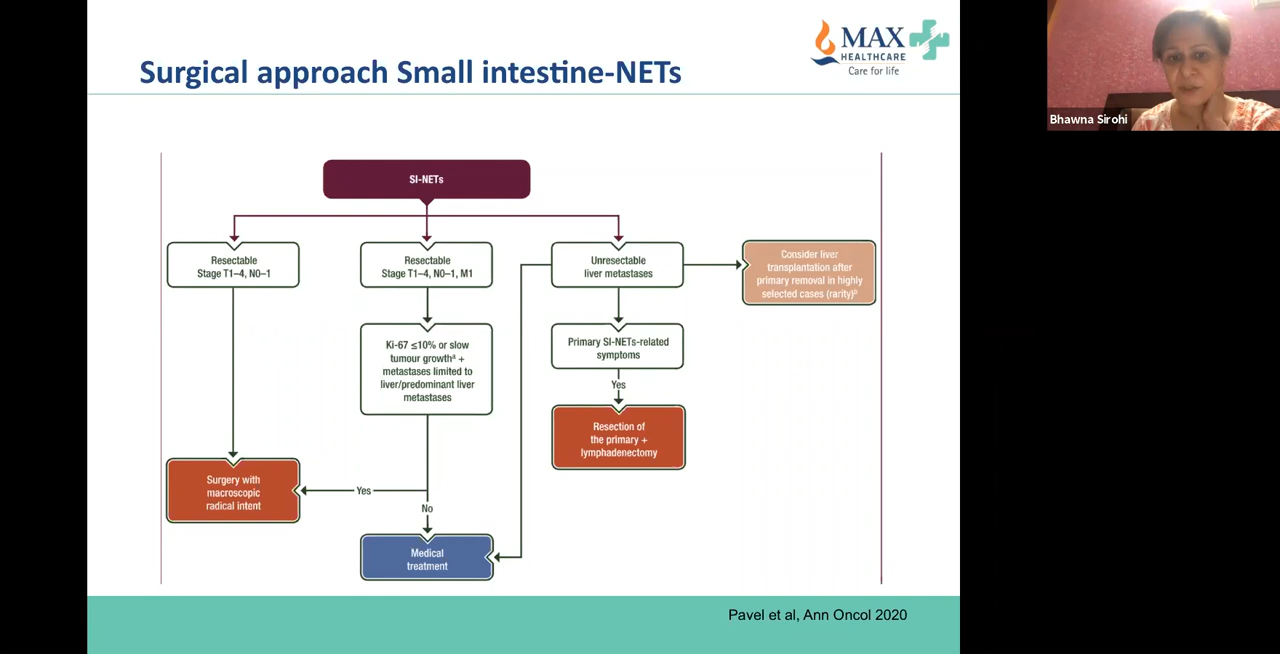 Surgical approach Small intestine-NETs
MAX
HEALTHCARE
Care for life
Bhawna Sirohi
SI-NETs
Resectable
Stage T1–4, N0–1
Resectable
Stage T1–4, N0–1, M1
Unresectable
liver metastases
Consider liver
transplantation after
primary removal in highly
selected cases (rarity)ᵇ
Ki-67 ≤10% or slow
tumour growthᵃ +
metastases limited to
liver/predominant liver
metastases
Primary SI-NETs-related
symptoms
Yes
Resection of
the primary +
lymphadenectomy
Surgery with
macroscopic
radical intent
Yes
No
Medical
treatment
Pavel et al, Ann Oncol 2020